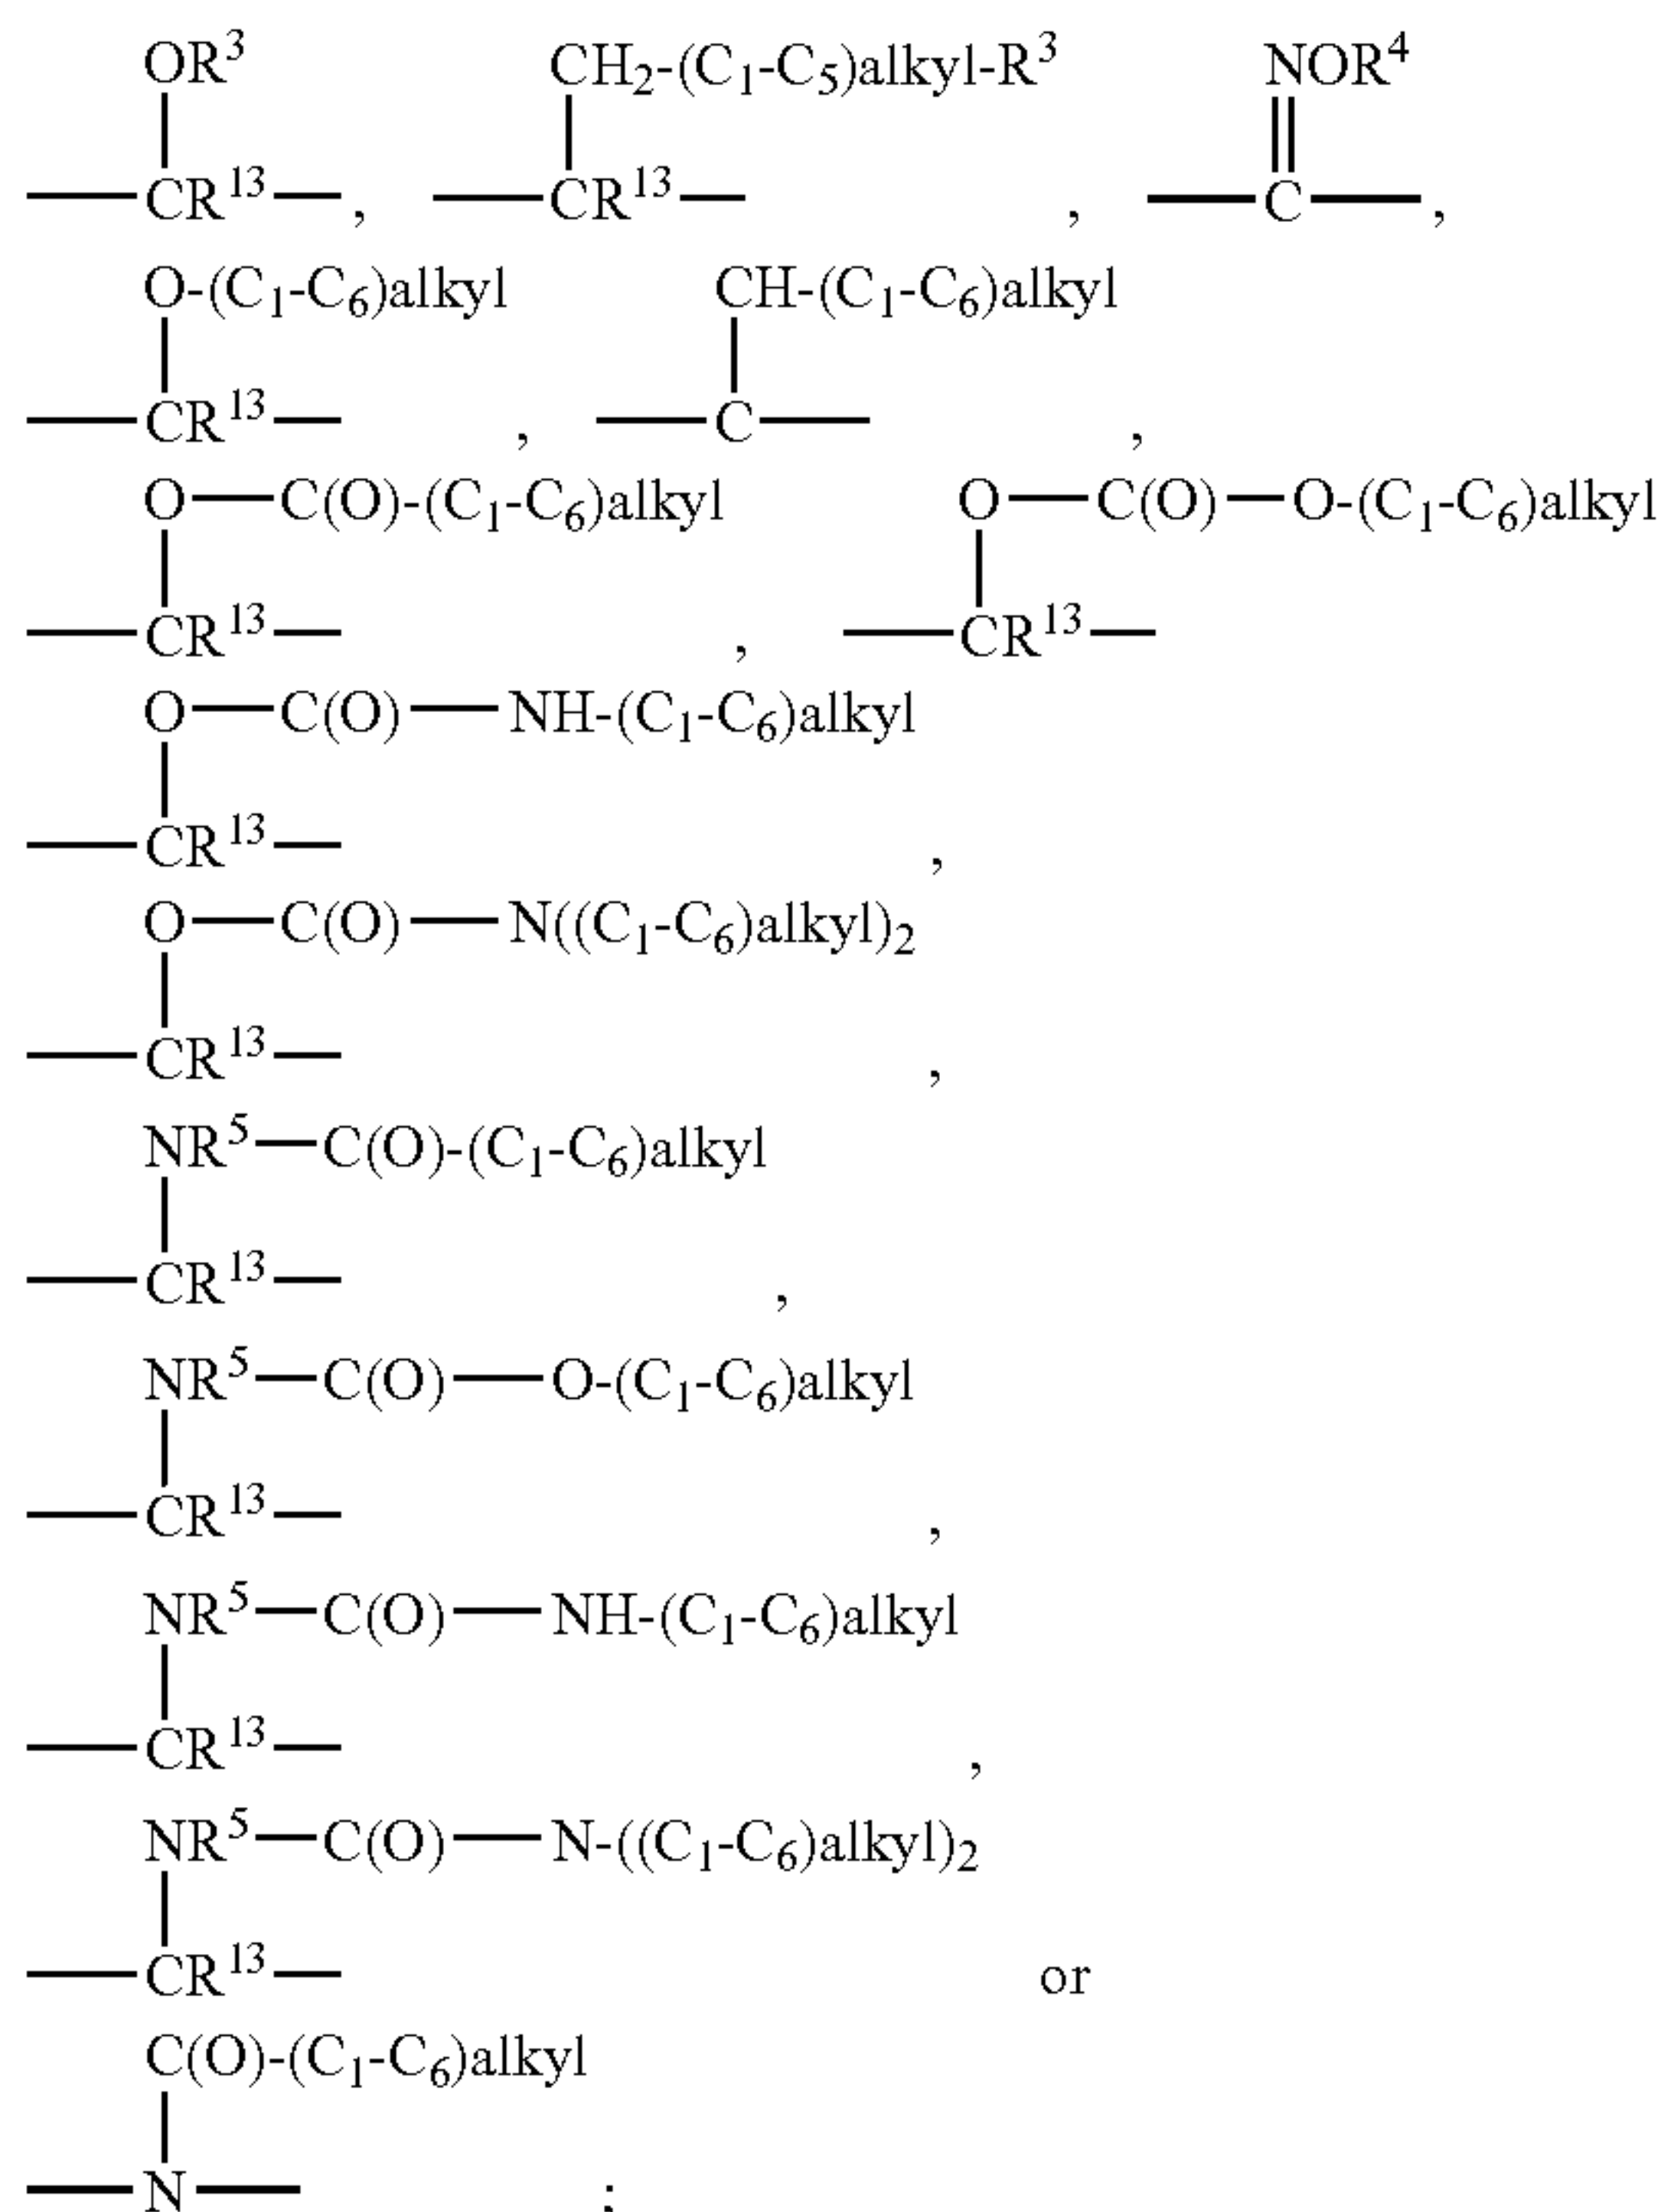 OR³ CH₂-(C₁-C₅)alkyl-R³ NOR⁴
—CR¹³—, —CR¹³— , —C—,
O-(C₁-C₆)alkyl CH-(C₁-C₆)alkyl
—CR¹³— , —C— ,
O—C(O)-(C₁-C₆)alkyl O—C(O)—O-(C₁-C₆)alkyl
—CR¹³— , —CR¹³—
O—C(O)—NH-(C₁-C₆)alkyl
—CR¹³— ,
O—C(O)—N((C₁-C₆)alkyl)₂
—CR¹³— ,
NR⁵—C(O)-(C₁-C₆)alkyl
—CR¹³— ,
NR⁵—C(O)—O-(C₁-C₆)alkyl
—CR¹³— ,
NR⁵—C(O)—NH-(C₁-C₆)alkyl
—CR¹³— ,
NR⁵—C(O)—N-((C₁-C₆)alkyl)₂
—CR¹³— or
C(O)-(C₁-C₆)alkyl
—N— ;